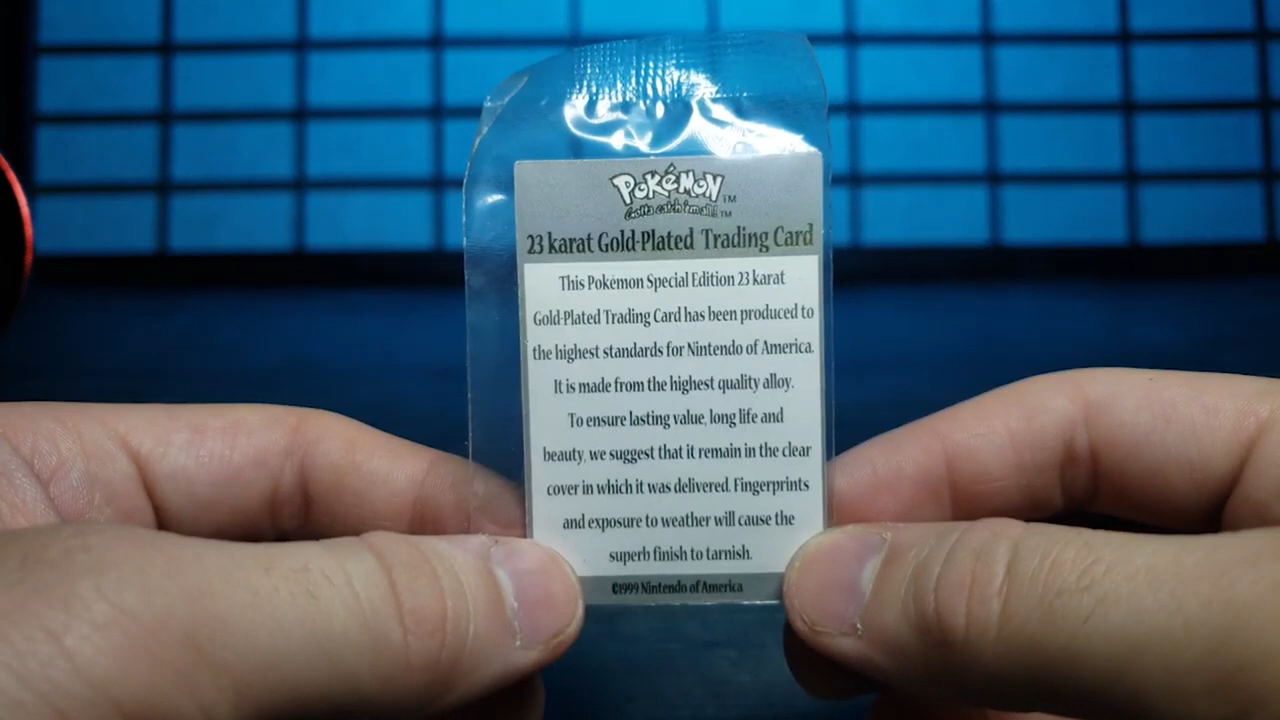 POKéMON™
Gotta catch 'em all!™
23 karat Gold-Plated Trading Card
This Pokémon Special Edition 23 karat
Gold-Plated Trading Card has been produced to
the highest standards for Nintendo of America.
It is made from the highest quality alloy.
To ensure lasting value, long life and
beauty, we suggest that it remain in the clear
cover in which it was delivered. Fingerprints
and exposure to weather will cause the
superb finish to tarnish.
©1999 Nintendo of America